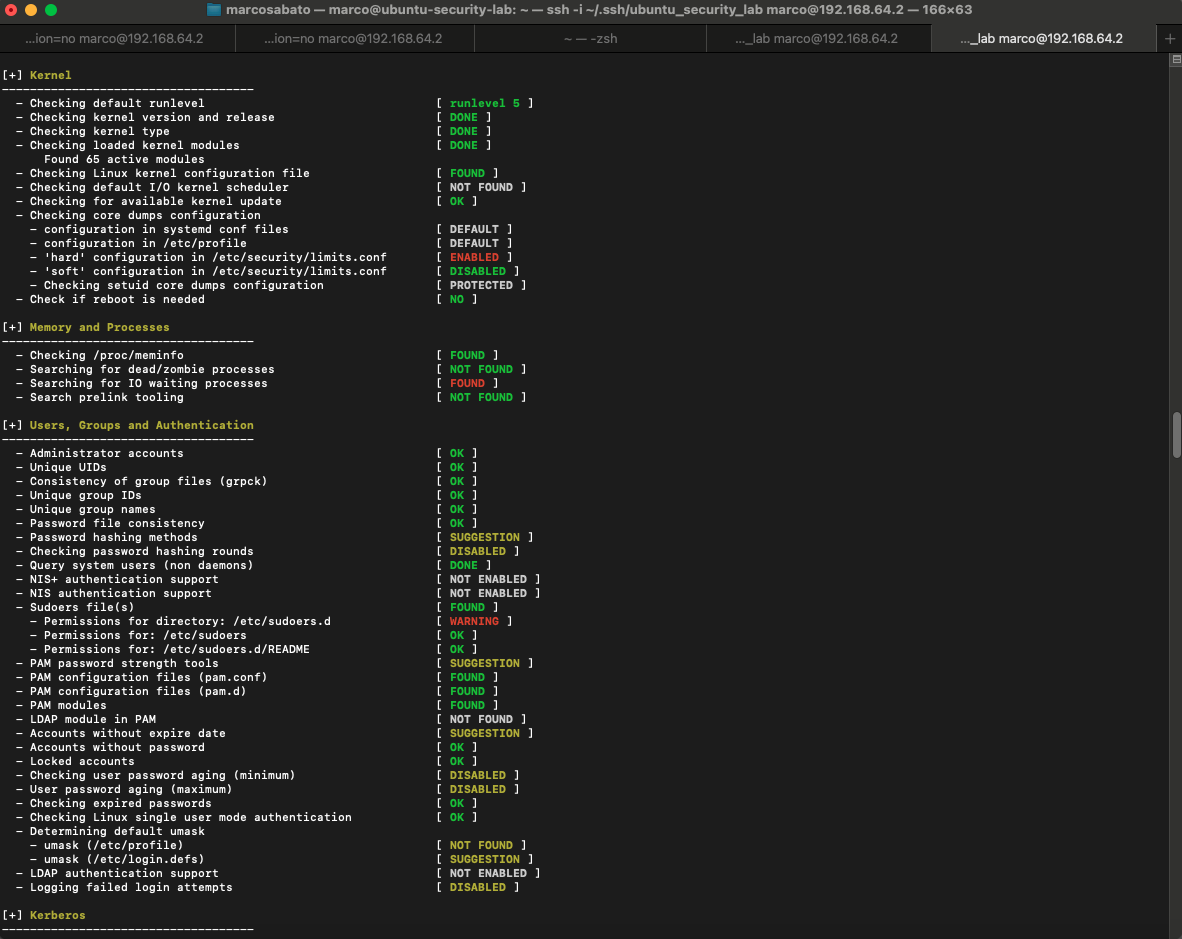 marcosabato — marco@ubuntu-security-lab: ~ — ssh -i ~/.ssh/ubuntu_security_lab marco@192.168.64.2 — 166×63
...ion=no marco@192.168.64.2 ...ion=no marco@192.168.64.2 ~ — -zsh ..._lab marco@192.168.64.2 ..._lab marco@192.168.64.2 +
[+] Kernel
------------------------------------
- Checking default runlevel [ runlevel 5 ]
- Checking kernel version and release [ DONE ]
- Checking kernel type [ DONE ]
- Checking loaded kernel modules [ DONE ]
Found 65 active modules
- Checking Linux kernel configuration file [ FOUND ]
- Checking default I/O kernel scheduler [ NOT FOUND ]
- Checking for available kernel update [ OK ]
- Checking core dumps configuration
- configuration in systemd conf files [ DEFAULT ]
- configuration in /etc/profile [ DEFAULT ]
- 'hard' configuration in /etc/security/limits.conf [ ENABLED ]
- 'soft' configuration in /etc/security/limits.conf [ DISABLED ]
- Checking setuid core dumps configuration [ PROTECTED ]
- Check if reboot is needed [ NO ]
[+] Memory and Processes
------------------------------------
- Checking /proc/meminfo [ FOUND ]
- Searching for dead/zombie processes [ NOT FOUND ]
- Searching for IO waiting processes [ FOUND ]
- Search prelink tooling [ NOT FOUND ]
[+] Users, Groups and Authentication
------------------------------------
- Administrator accounts [ OK ]
- Unique UIDs [ OK ]
- Consistency of group files (grpck) [ OK ]
- Unique group IDs [ OK ]
- Unique group names [ OK ]
- Password file consistency [ OK ]
- Password hashing methods [ SUGGESTION ]
- Checking password hashing rounds [ DISABLED ]
- Query system users (non daemons) [ DONE ]
- NIS+ authentication support [ NOT ENABLED ]
- NIS authentication support [ NOT ENABLED ]
- Sudoers file(s) [ FOUND ]
- Permissions for directory: /etc/sudoers.d [ WARNING ]
- Permissions for: /etc/sudoers [ OK ]
- Permissions for: /etc/sudoers.d/README [ OK ]
- PAM password strength tools [ SUGGESTION ]
- PAM configuration files (pam.conf) [ FOUND ]
- PAM configuration files (pam.d) [ FOUND ]
- PAM modules [ FOUND ]
- LDAP module in PAM [ NOT FOUND ]
- Accounts without expire date [ SUGGESTION ]
- Accounts without password [ OK ]
- Locked accounts [ OK ]
- Checking user password aging (minimum) [ DISABLED ]
- User password aging (maximum) [ DISABLED ]
- Checking expired passwords [ OK ]
- Checking Linux single user mode authentication [ OK ]
- Determining default umask
- umask (/etc/profile) [ NOT FOUND ]
- umask (/etc/login.defs) [ SUGGESTION ]
- LDAP authentication support [ NOT ENABLED ]
- Logging failed login attempts [ DISABLED ]
[+] Kerberos
------------------------------------